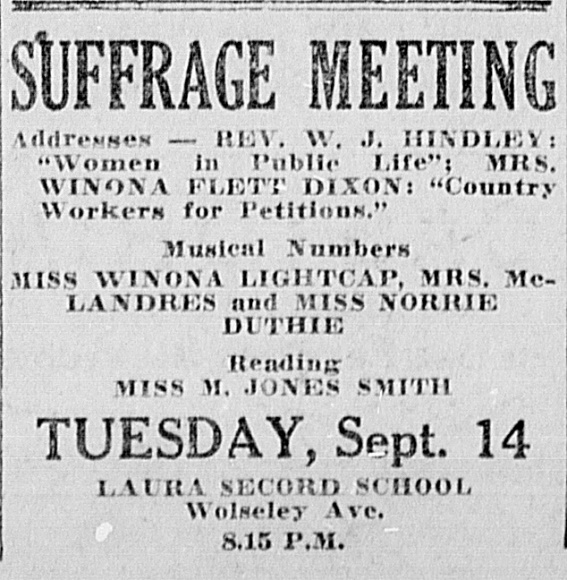 SUFFRAGE MEETING
Addresses — REV. W. J. HINDLEY:
"Women in Public Life"; MRS.
WINONA FLETT DIXON: "Country
Workers for Petitions."
Musical Numbers
MISS WINONA LIGHTCAP, MRS. Mc-
LANDRES and MISS NORRIE
DUTHIE
Reading
MISS M. JONES SMITH
TUESDAY, Sept. 14
LAURA SECORD SCHOOL
Wolseley Ave.
8.15 P.M.